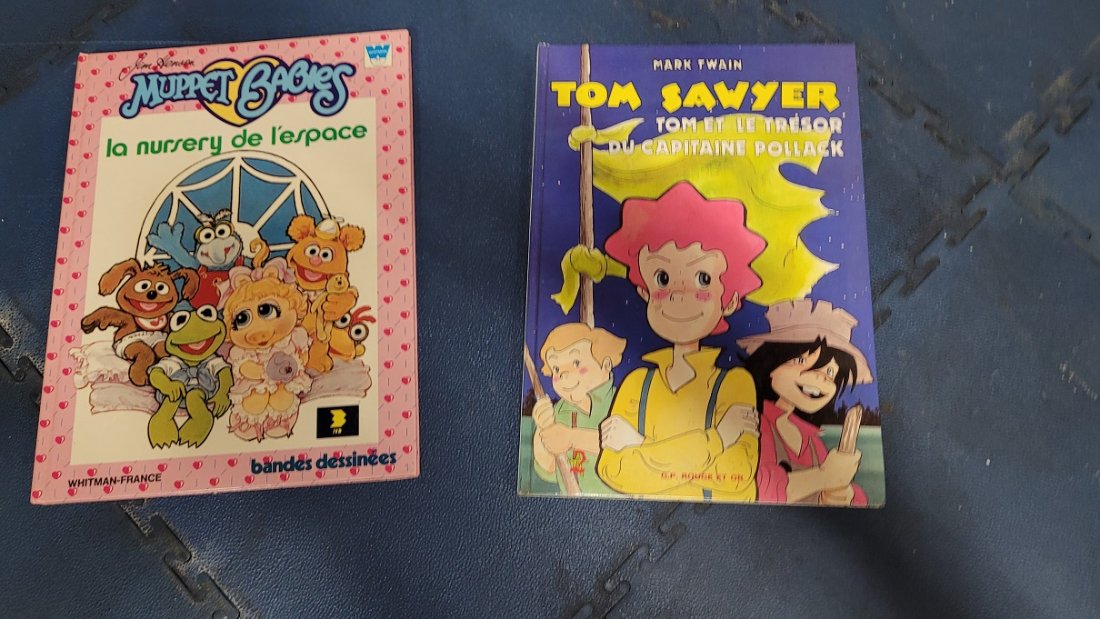 Jim Henson
MUPPET BABIES
la nursery de l'espace
bandes dessinées
WHITMAN-FRANCE
MARK TWAIN
TOM SAWYER
TOM ET LE TRÉSOR
DU CAPITAINE POLLACK
G.P. ROUGE ET OR